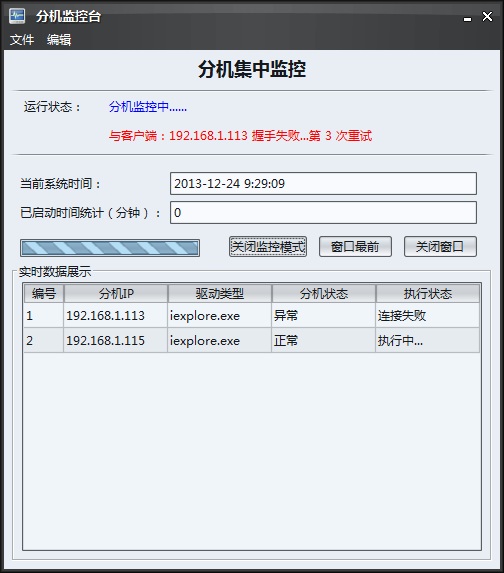 分机监控台
文件 编辑
分机集中监控
运行状态： 分机监控中......
与客户端：192.168.1.113 握手失败...第 3 次重试
当前系统时间： 2013-12-24 9:29:09
已启动时间统计（分钟）： 0
关闭监控模式 窗口最前 关闭窗口
实时数据展示
编号 分机IP 驱动类型 分机状态 执行状态
1 192.168.1.113 iexplore.exe 异常 连接失败
2 192.168.1.115 iexplore.exe 正常 执行中...